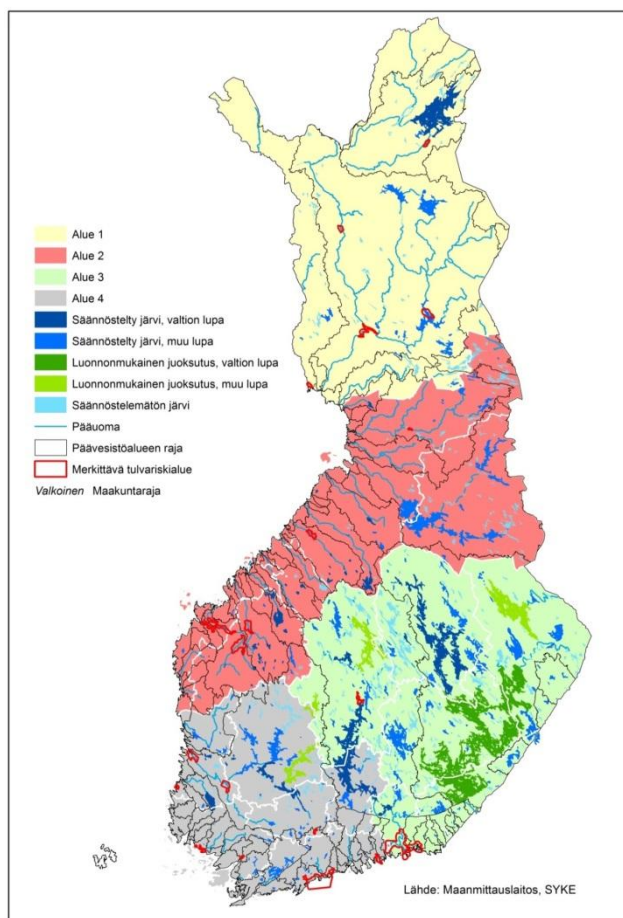 Alue 1
Alue 2
Alue 3
Alue 4
Säännöstelty järvi, valtion lupa
Säännöstelty järvi, muu lupa
Luonnonmukainen juoksutus, valtion lupa
Luonnonmukainen juoksutus, muu lupa
Säännöstelemätön järvi
Pääuoma
Päävesistöalueen raja
Merkittävä tulvariskialue
Valkoinen Maakuntaraja
Lähde: Maanmittauslaitos, SYKE